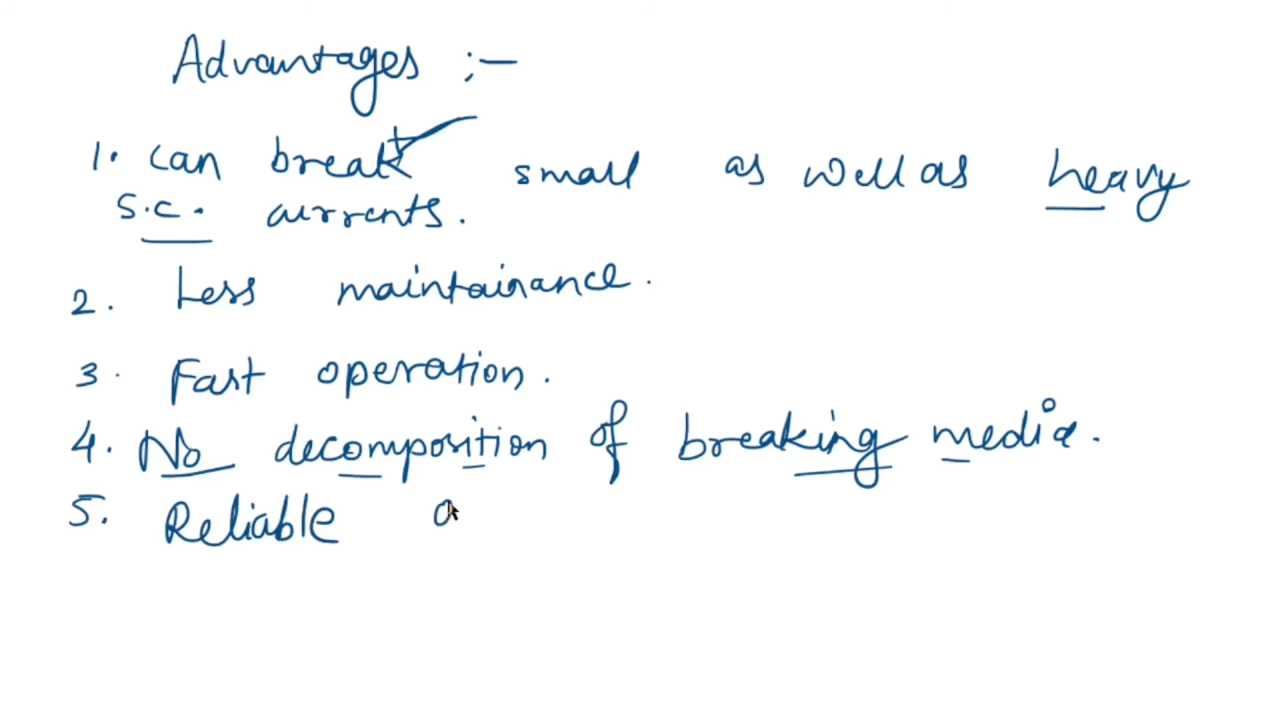 Advantages :-
1. Can break small as well as heavy
S.C. currents.
2. Less maintainance.
3. Fast operation.
4. No decomposition of breaking media.
5. Reliable o